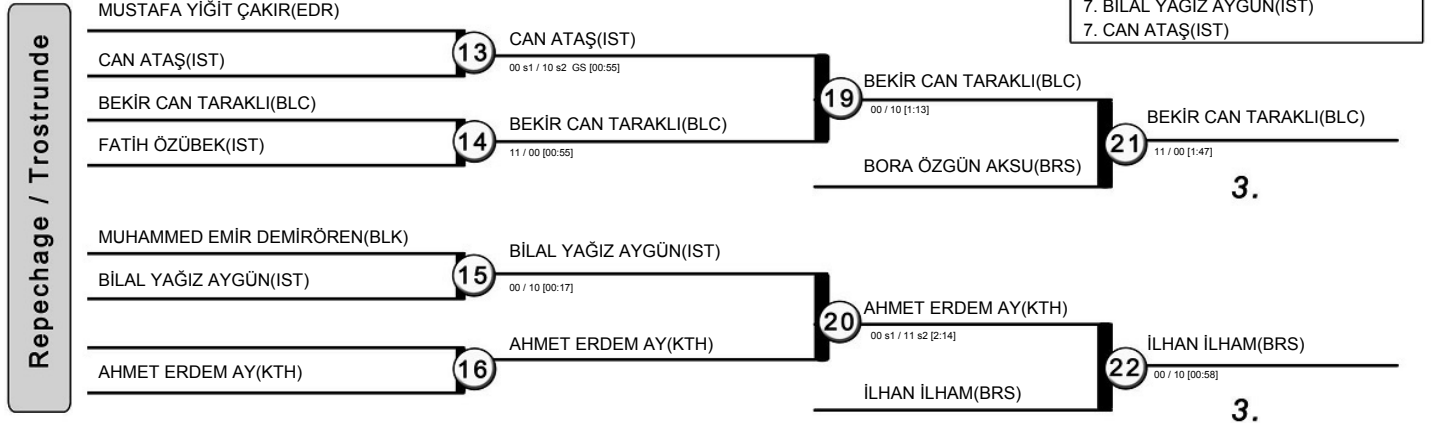 Repechage / Trostrunde
MUSTAFA YİĞİT ÇAKIR(EDR)
CAN ATAŞ(IST)
BEKİR CAN TARAKLI(BLC)
FATİH ÖZÜBEK(IST)
MUHAMMED EMİR DEMİRÖREN(BLK)
BİLAL YAĞIZ AYGÜN(IST)
AHMET ERDEM AY(KTH)
13
CAN ATAŞ(IST)
00 s1 / 10 s2 GS [00:55]
14
BEKİR CAN TARAKLI(BLC)
11 / 00 [00:55]
15
BİLAL YAĞIZ AYGÜN(IST)
00 / 10 [00:17]
16
AHMET ERDEM AY(KTH)
19
BEKİR CAN TARAKLI(BLC)
00 / 10 [1:13]
BORA ÖZGÜN AKSU(BRS)
20
AHMET ERDEM AY(KTH)
00 s1 / 11 s2 [2:14]
İLHAN İLHAM(BRS)
21
BEKİR CAN TARAKLI(BLC)
11 / 00 [1:47]
3.
22
İLHAN İLHAM(BRS)
00 / 10 [00:58]
3.
7. BİLAL YAĞIZ AYGÜN(IST)
7. CAN ATAŞ(IST)